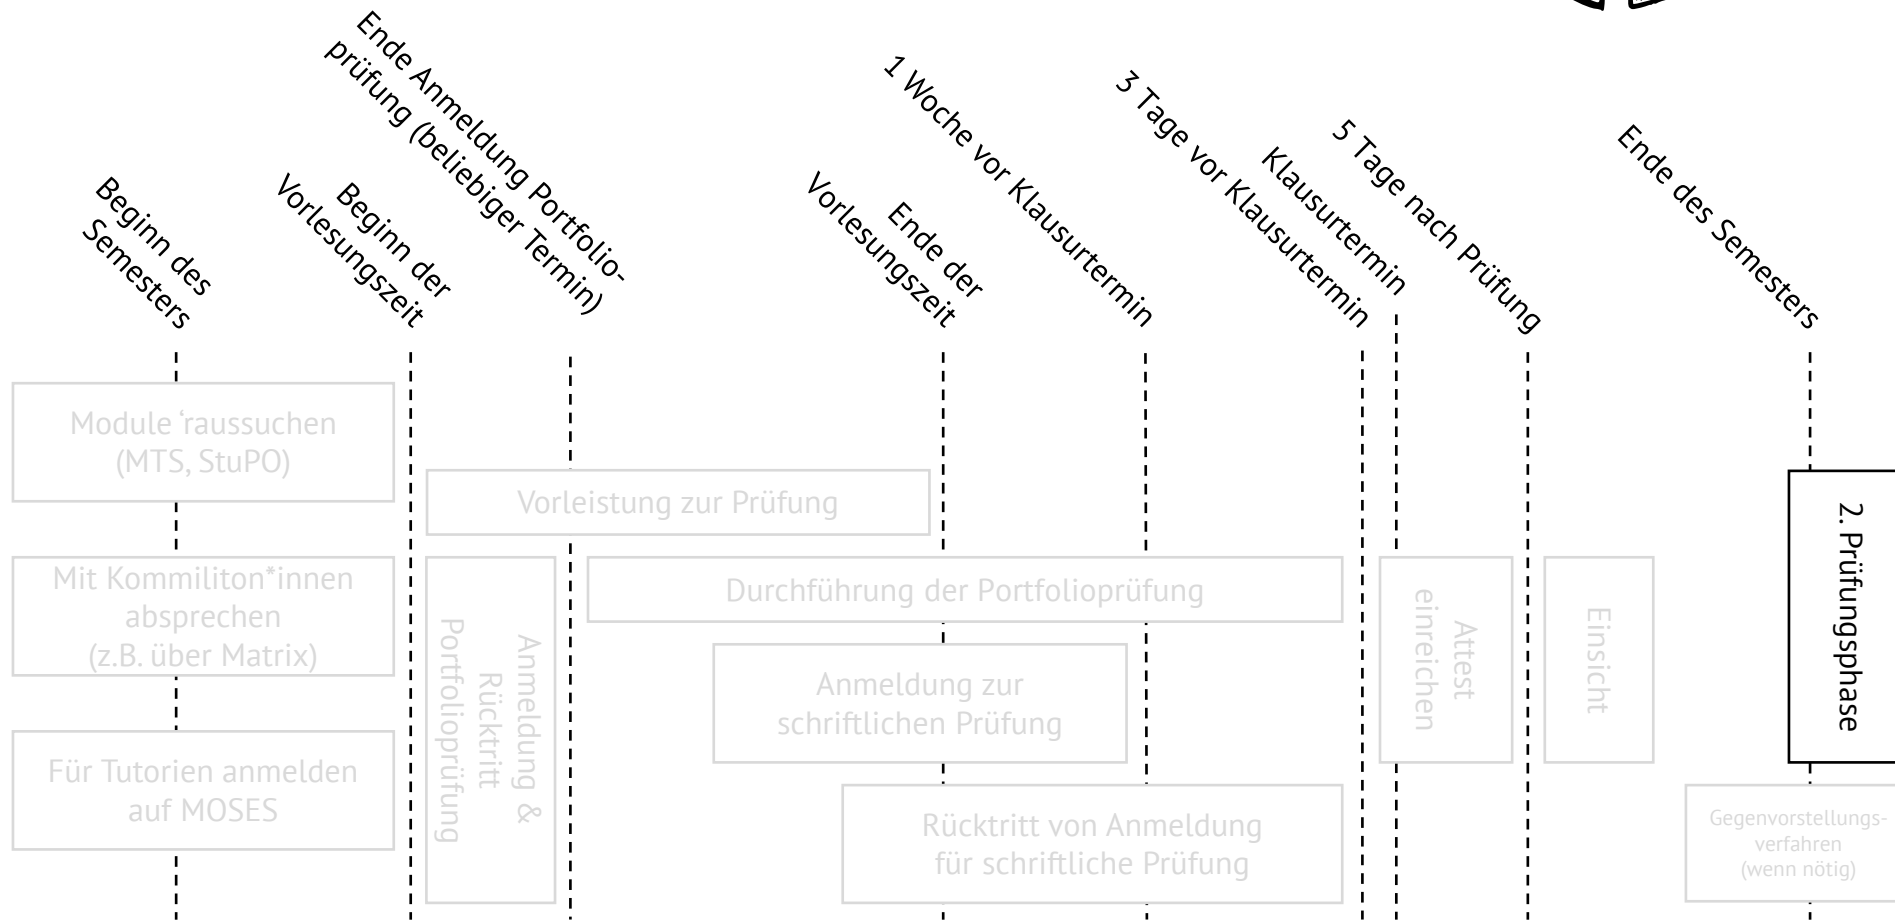 Beginn des
Semesters
Beginn der
Vorlesungszeit
Ende Anmeldung Portfolio-
prüfung (beliebiger Termin)
Ende der
Vorlesungszeit
1 Woche vor Klausurtermin
3 Tage vor Klausurtermin
Klausurtermin
5 Tage nach Prüfung
Ende des Semesters
Module ‘raussuchen
(MTS, StuPO)
Vorleistung zur Prüfung
Mit Kommiliton*innen
absprechen
(z.B. über Matrix)
Für Tutorien anmelden
auf MOSES
Anmeldung &
Rücktritt
Portfolioprüfung
Durchführung der Portfolioprüfung
Anmeldung zur
schriftlichen Prüfung
Rücktritt von Anmeldung
für schriftliche Prüfung
Attest
einreichen
Einsicht
2. Prüfungsphase
Gegenvorstellungs-
verfahren
(wenn nötig)